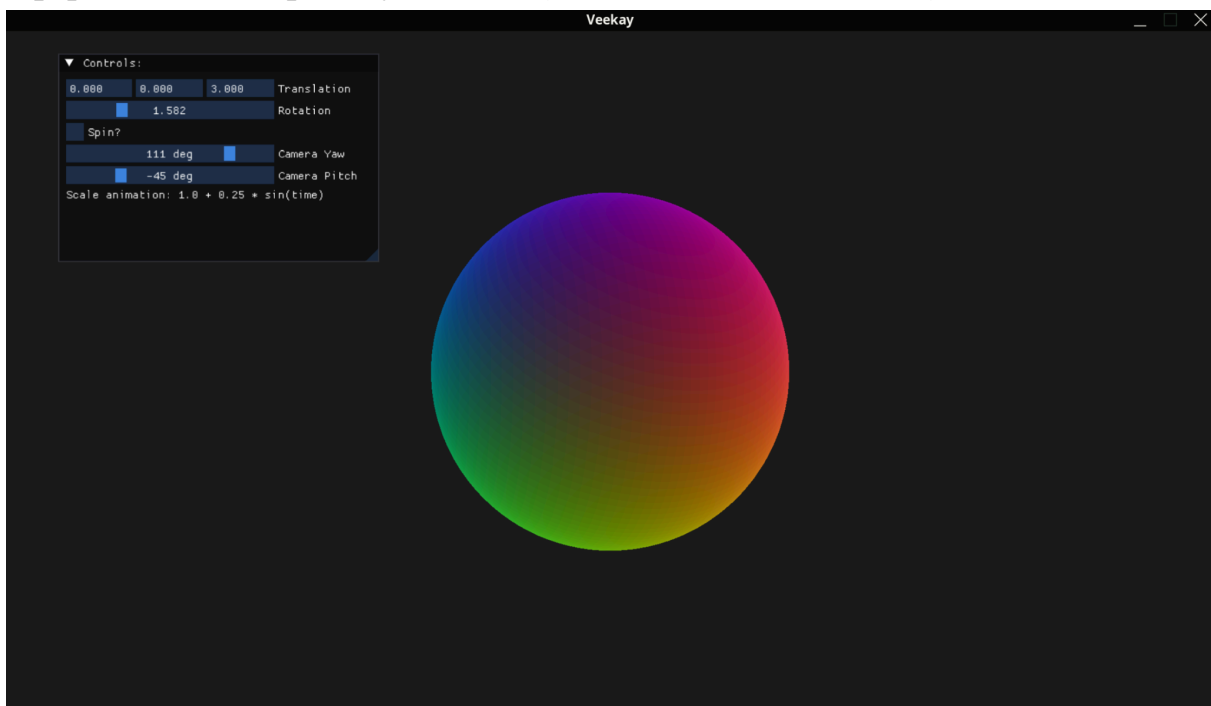 Veekay
Controls:
0.000 0.000 3.000 Translation
1.582 Rotation
Spin?
111 deg Camera Yaw
-45 deg Camera Pitch
Scale animation: 1.0 + 0.25 * sin(time)